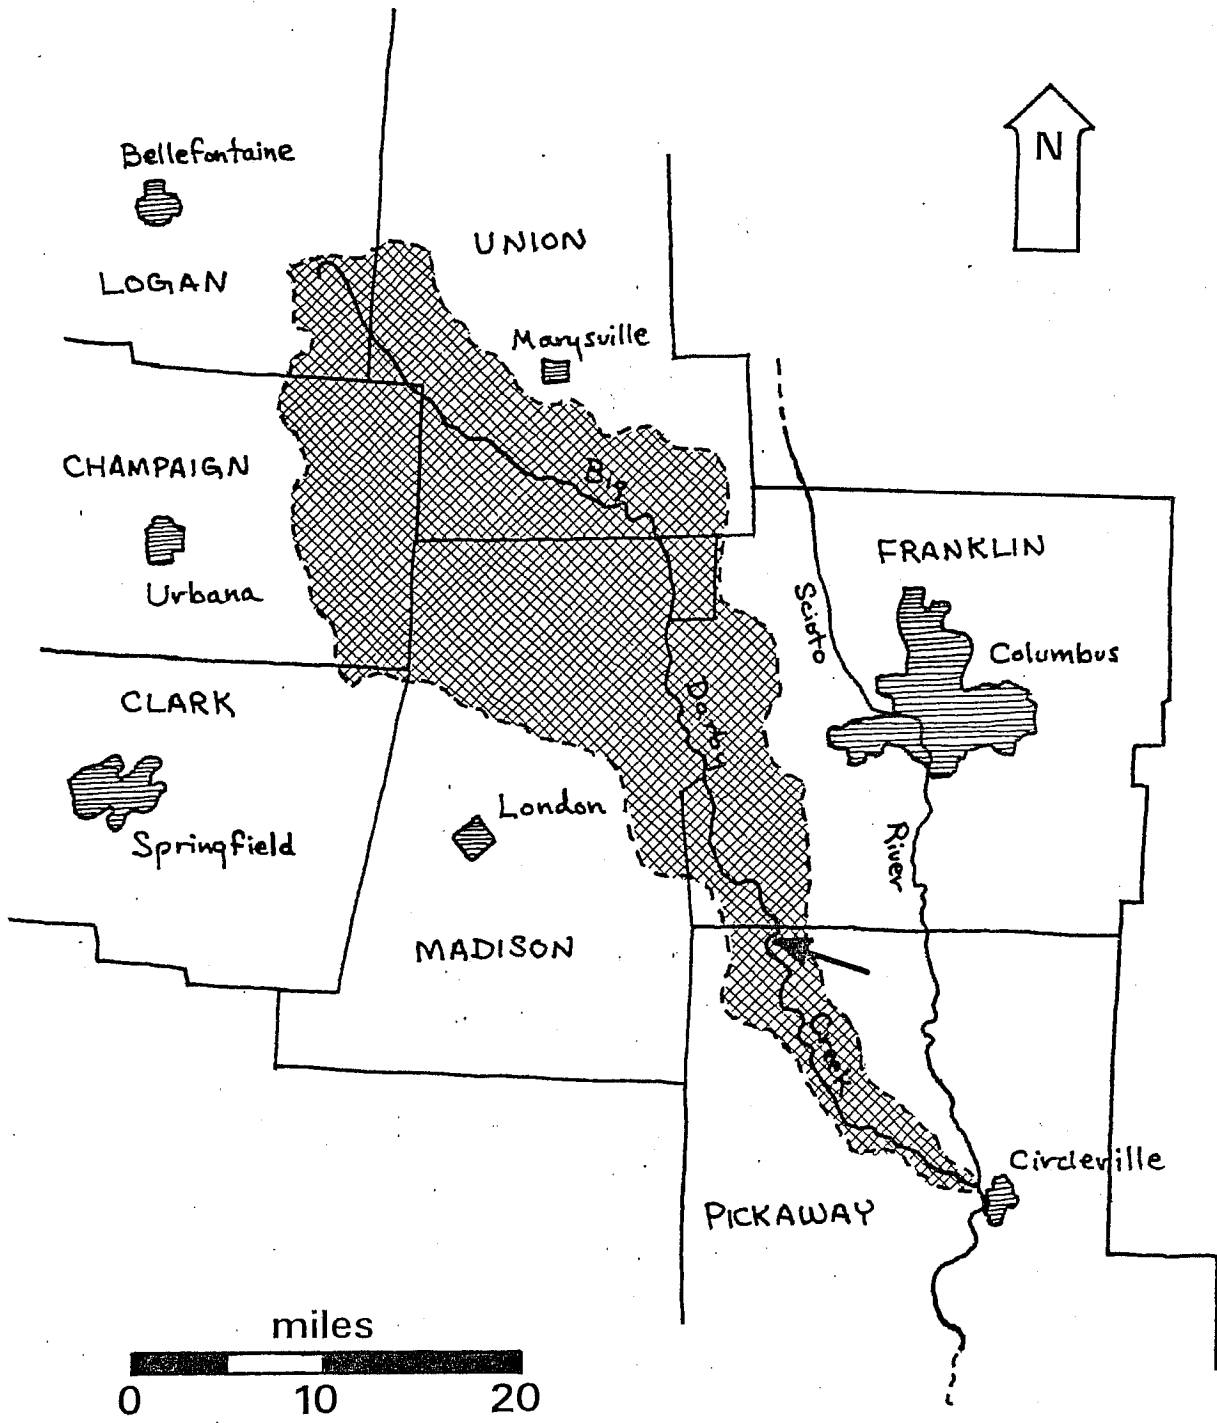 Bellefontaine
N
UNION
LOGAN
Marysville
CHAMPAIGN
Big
FRANKLIN
Urbana
Scioto
Columbus
CLARK
Darby
London
Springfield
River
MADISON
Creek
Circleville
PICKAWAY
miles
0 10 20